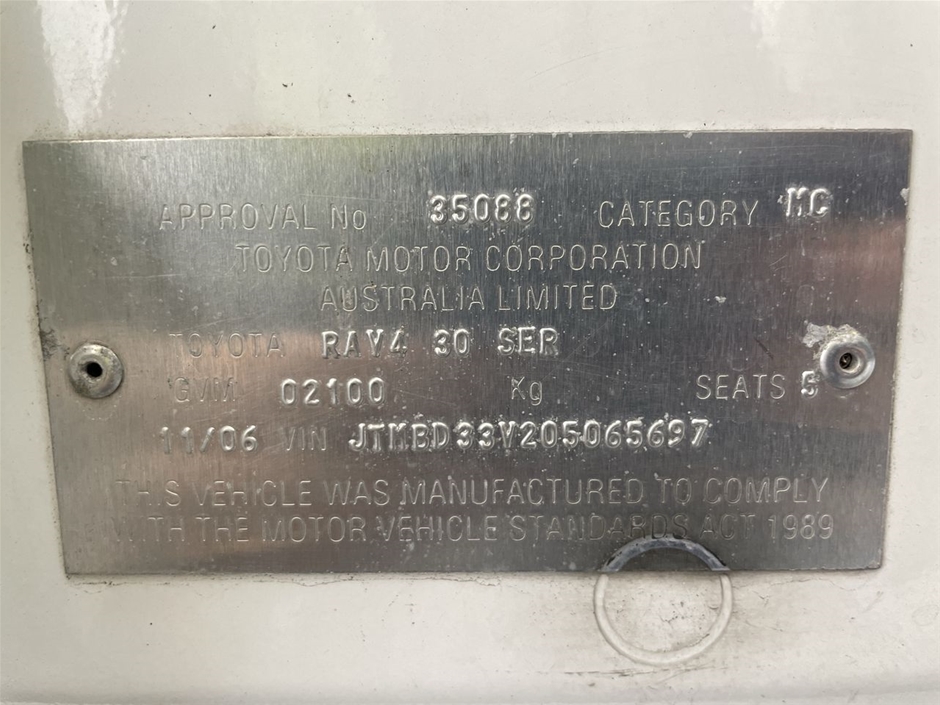 APPROVAL No 35088 CATEGORY MC
TOYOTA MOTOR CORPORATION
AUSTRALIA LIMITED
TOYOTA RAV4 30 SER
GVM 02100 Kg SEATS 5
11/06 VIN JTMBD33V205065697
THIS VEHICLE WAS MANUFACTURED TO COMPLY
WITH THE MOTOR VEHICLE STANDARDS ACT 1989